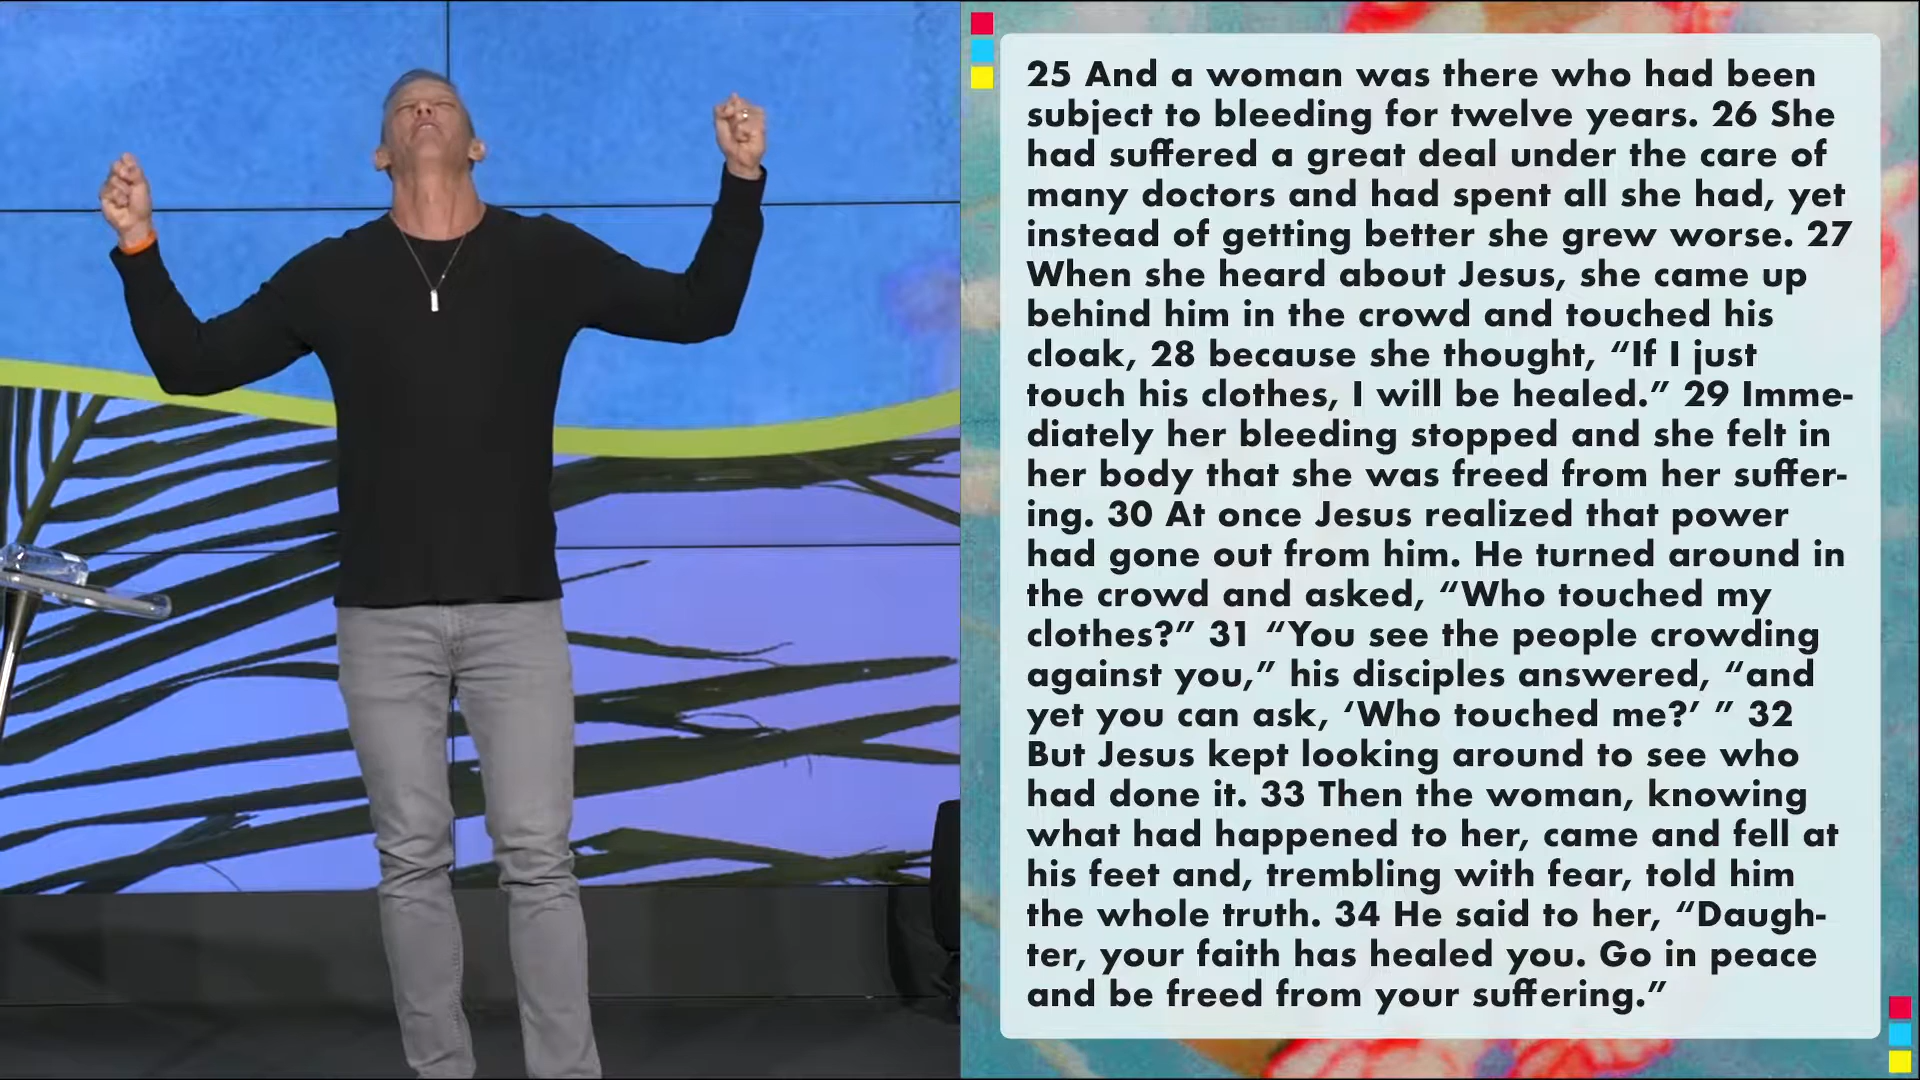 25 And a woman was there who had been
subject to bleeding for twelve years. 26 She
had suffered a great deal under the care of
many doctors and had spent all she had, yet
instead of getting better she grew worse. 27
When she heard about Jesus, she came up
behind him in the crowd and touched his
cloak, 28 because she thought, “If I just
touch his clothes, I will be healed.” 29 Imme-
diately her bleeding stopped and she felt in
her body that she was freed from her suffer-
ing. 30 At once Jesus realized that power
had gone out from him. He turned around in
the crowd and asked, “Who touched my
clothes?” 31 “You see the people crowding
against you,” his disciples answered, “and
yet you can ask, ‘Who touched me?’ ” 32
But Jesus kept looking around to see who
had done it. 33 Then the woman, knowing
what had happened to her, came and fell at
his feet and, trembling with fear, told him
the whole truth. 34 He said to her, “Daugh-
ter, your faith has healed you. Go in peace
and be freed from your suffering.”